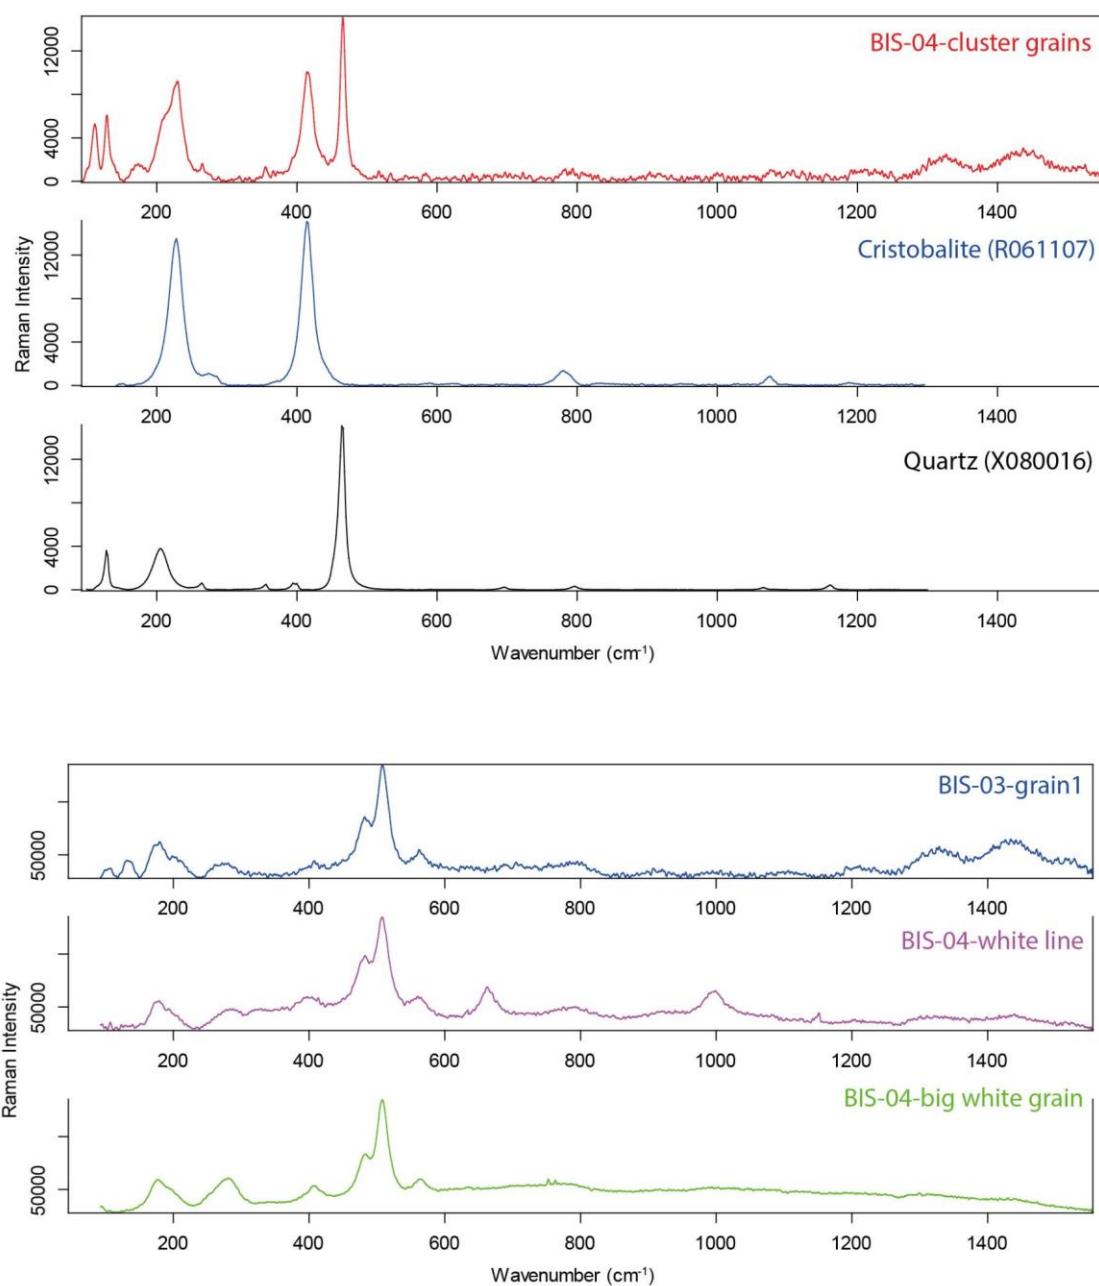 BIS-04-cluster grains
12000
4000
0
200 400 600 800 1000 1200 1400
Cristobalite (R061107)
Raman Intensity
12000
4000
0
200 400 600 800 1000 1200 1400
Quartz (X080016)
12000
4000
0
200 400 600 800 1000 1200 1400
Wavenumber (cm-1)
BIS-03-grain1
50000
200 400 600 800 1000 1200 1400
BIS-04-white line
Raman Intensity
50000
200 400 600 800 1000 1200 1400
BIS-04-big white grain
50000
200 400 600 800 1000 1200 1400
Wavenumber (cm-1)